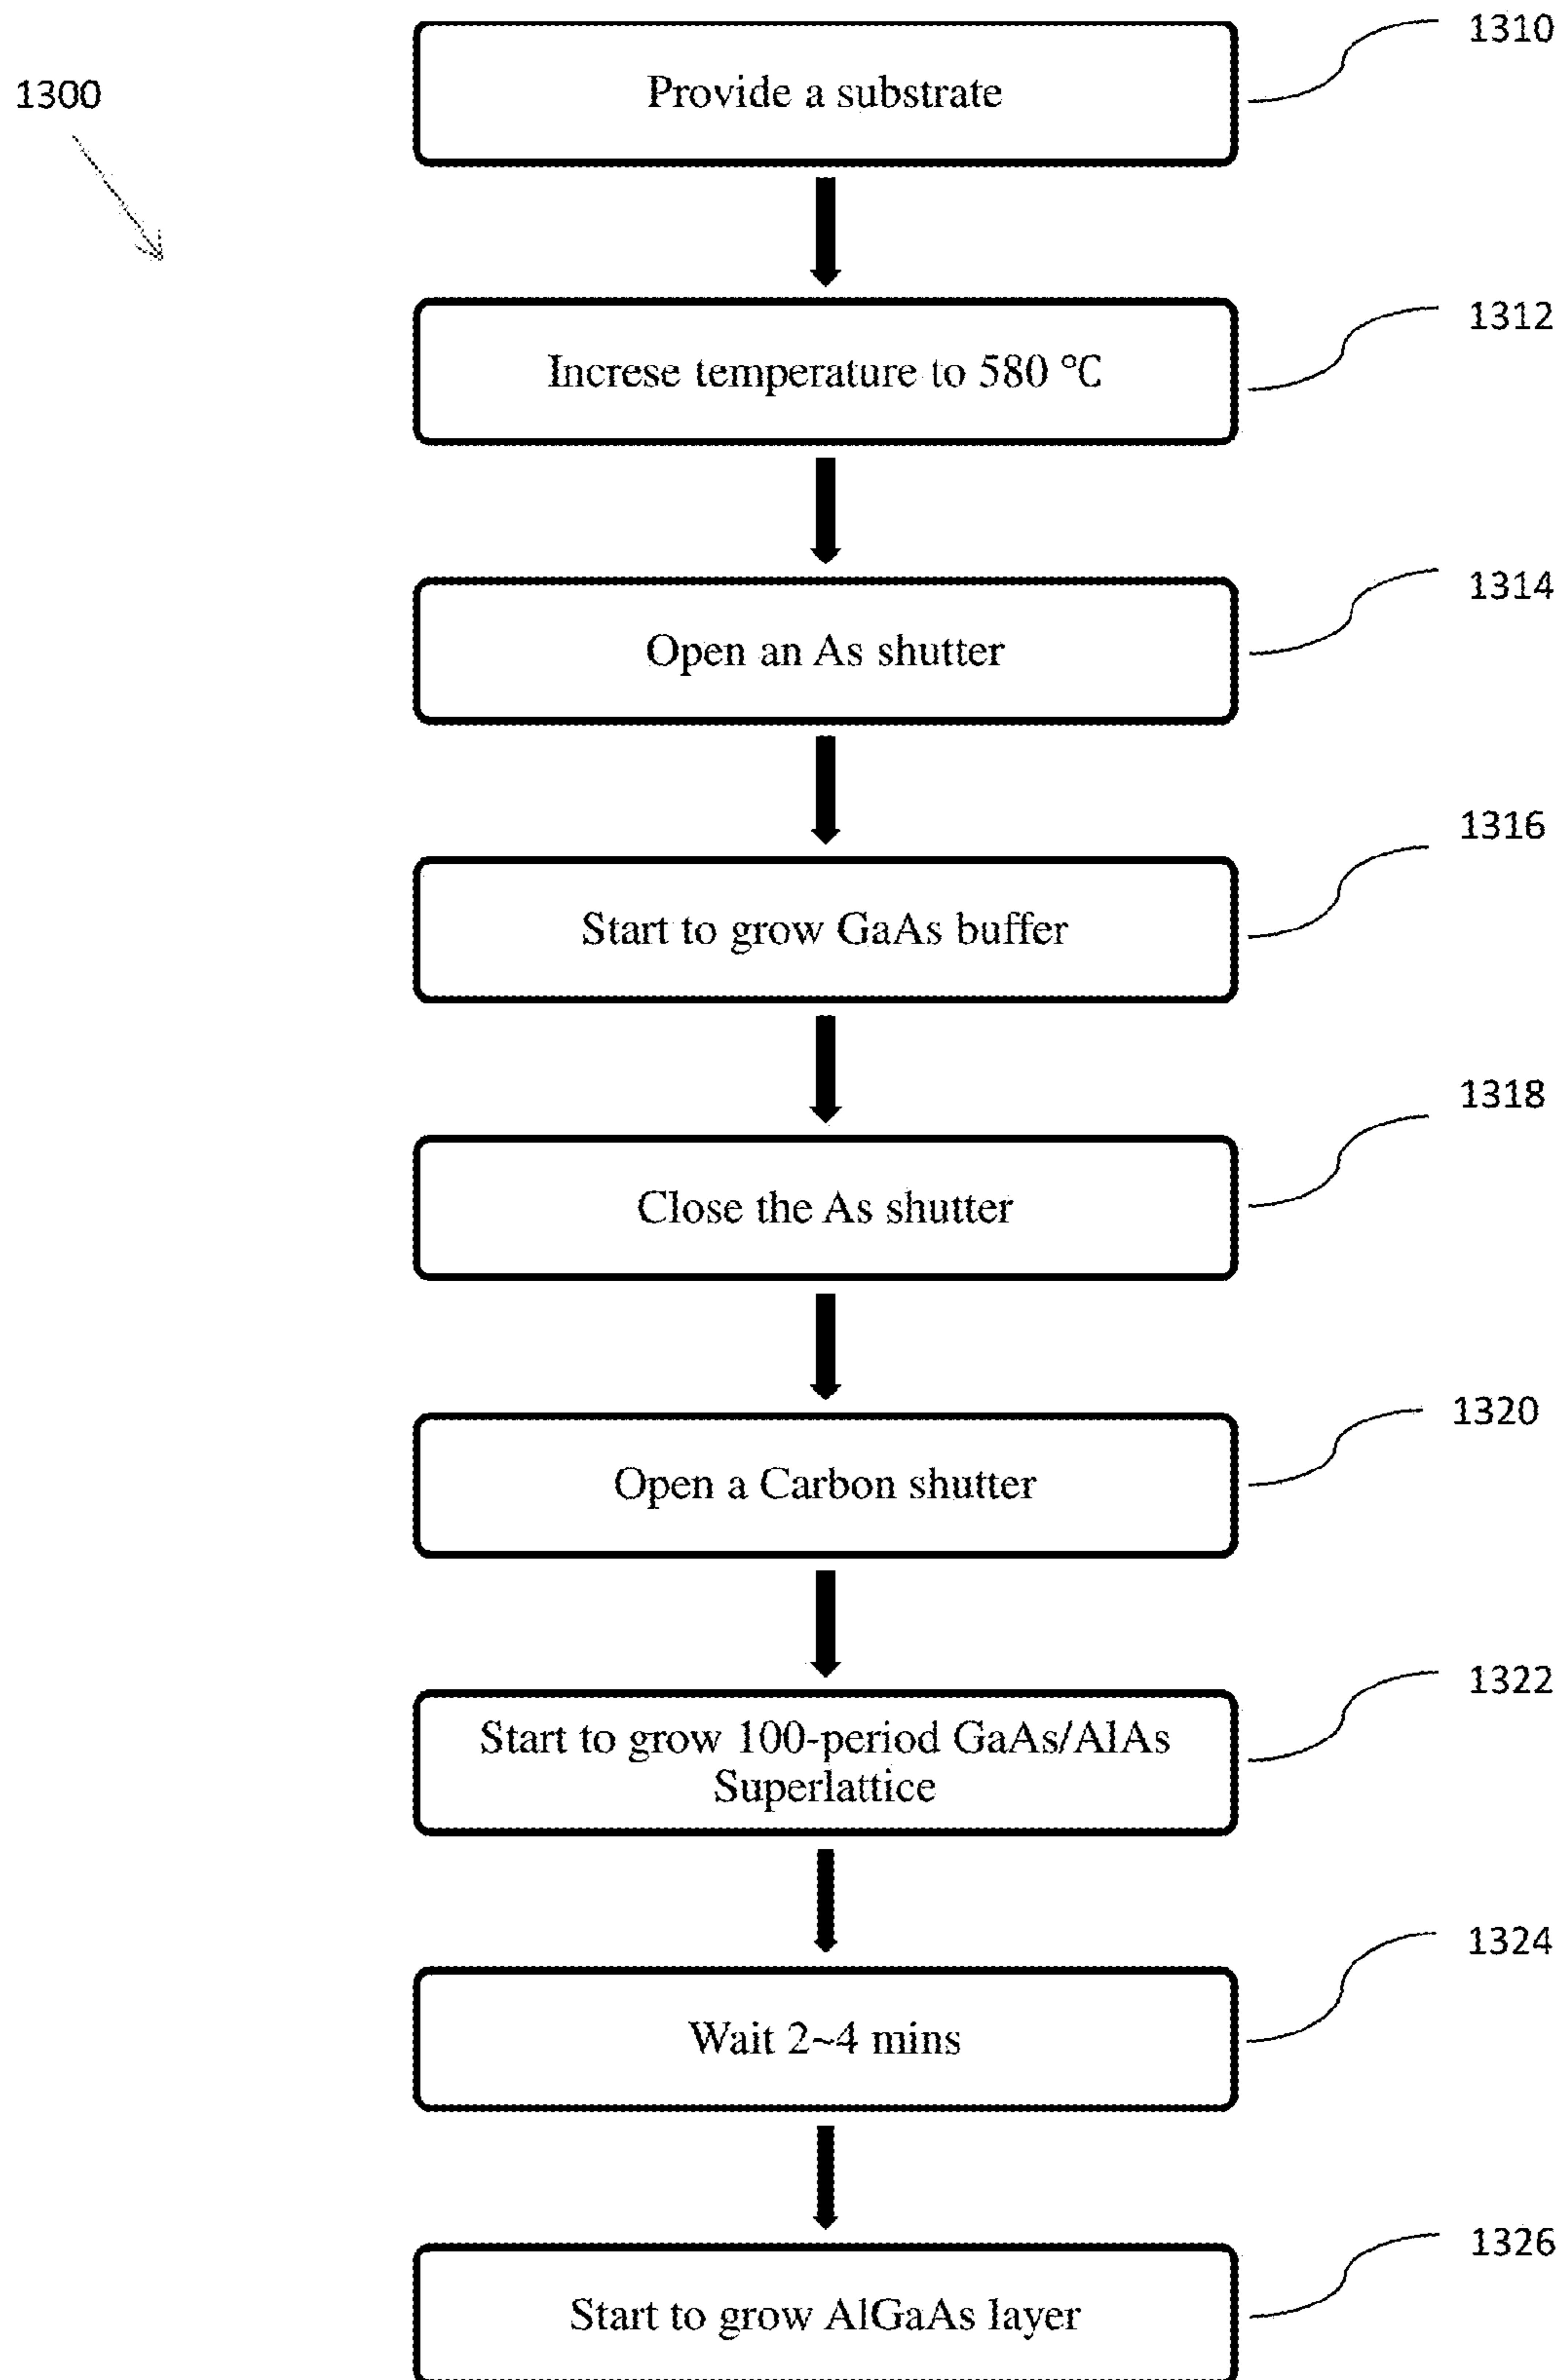 1310
1300
Provide a substrate
1312
Increse temperature to 580 ℃
1314
Open an As shutter
1316
Start to grow GaAs buffer
1318
Close the As shutter
1320
Open a Carbon shutter
1322
Start to grow 100-period GaAs/AlAs
Superlattice
1324
Wait 2~4 mins
1326
Start to grow AlGaAs layer